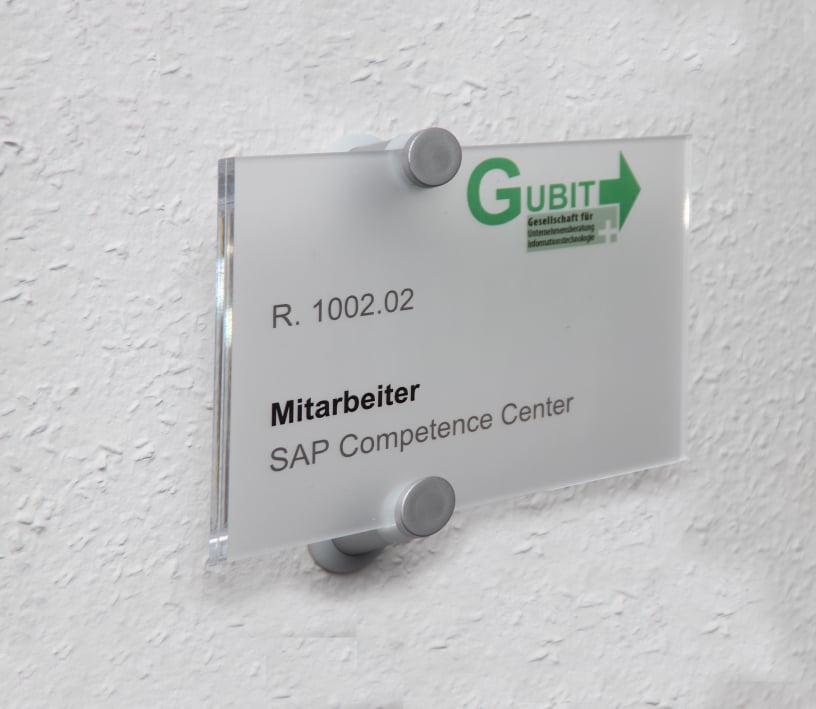 GUBIT
Gesellschaft für
Unternehmensberatung
Informationstechnologie
R. 1002.02
Mitarbeiter
SAP Competence Center